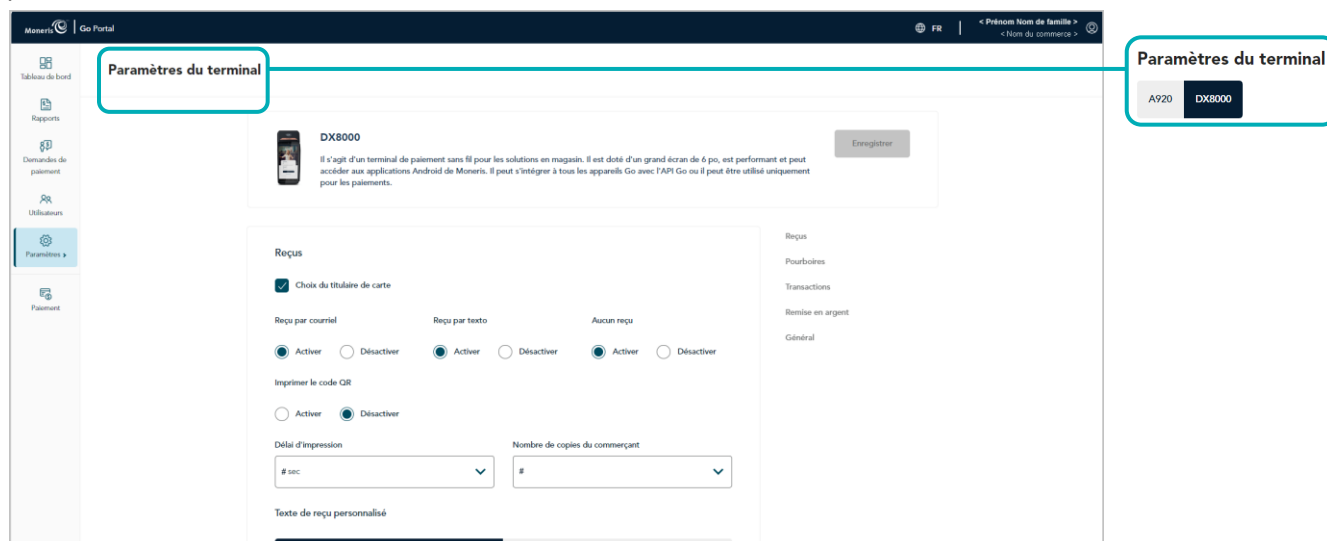 Moneris Go Portal
FR
< Prénom Nom de famille >
< Nom du commerce >
Tableau de bord
Rapports
Demandes de
paiement
Utilisateurs
Paramètres
Paiement
Paramètres du terminal
Paramètres du terminal
A920 DX8000
DX8000
Il s'agit d'un terminal de paiement sans fil pour les solutions en magasin. Il est doté d'un grand écran de 6 po, est performant et peut
accéder aux applications Android de Moneris. Il peut s'intégrer à tous les appareils Go avec l'API Go ou il peut être utilisé uniquement
pour les paiements.
Enregistrer
Reçus
Choix du titulaire de carte
Reçu par courriel Reçu par texto Aucun reçu
Activer Désactiver Activer Désactiver Activer Désactiver
Imprimer le code QR
Activer Désactiver
Délai d'impression Nombre de copies du commerçant
# sec #
Texte de reçu personnalisé
Reçus
Pourboires
Transactions
Remise en argent
Général